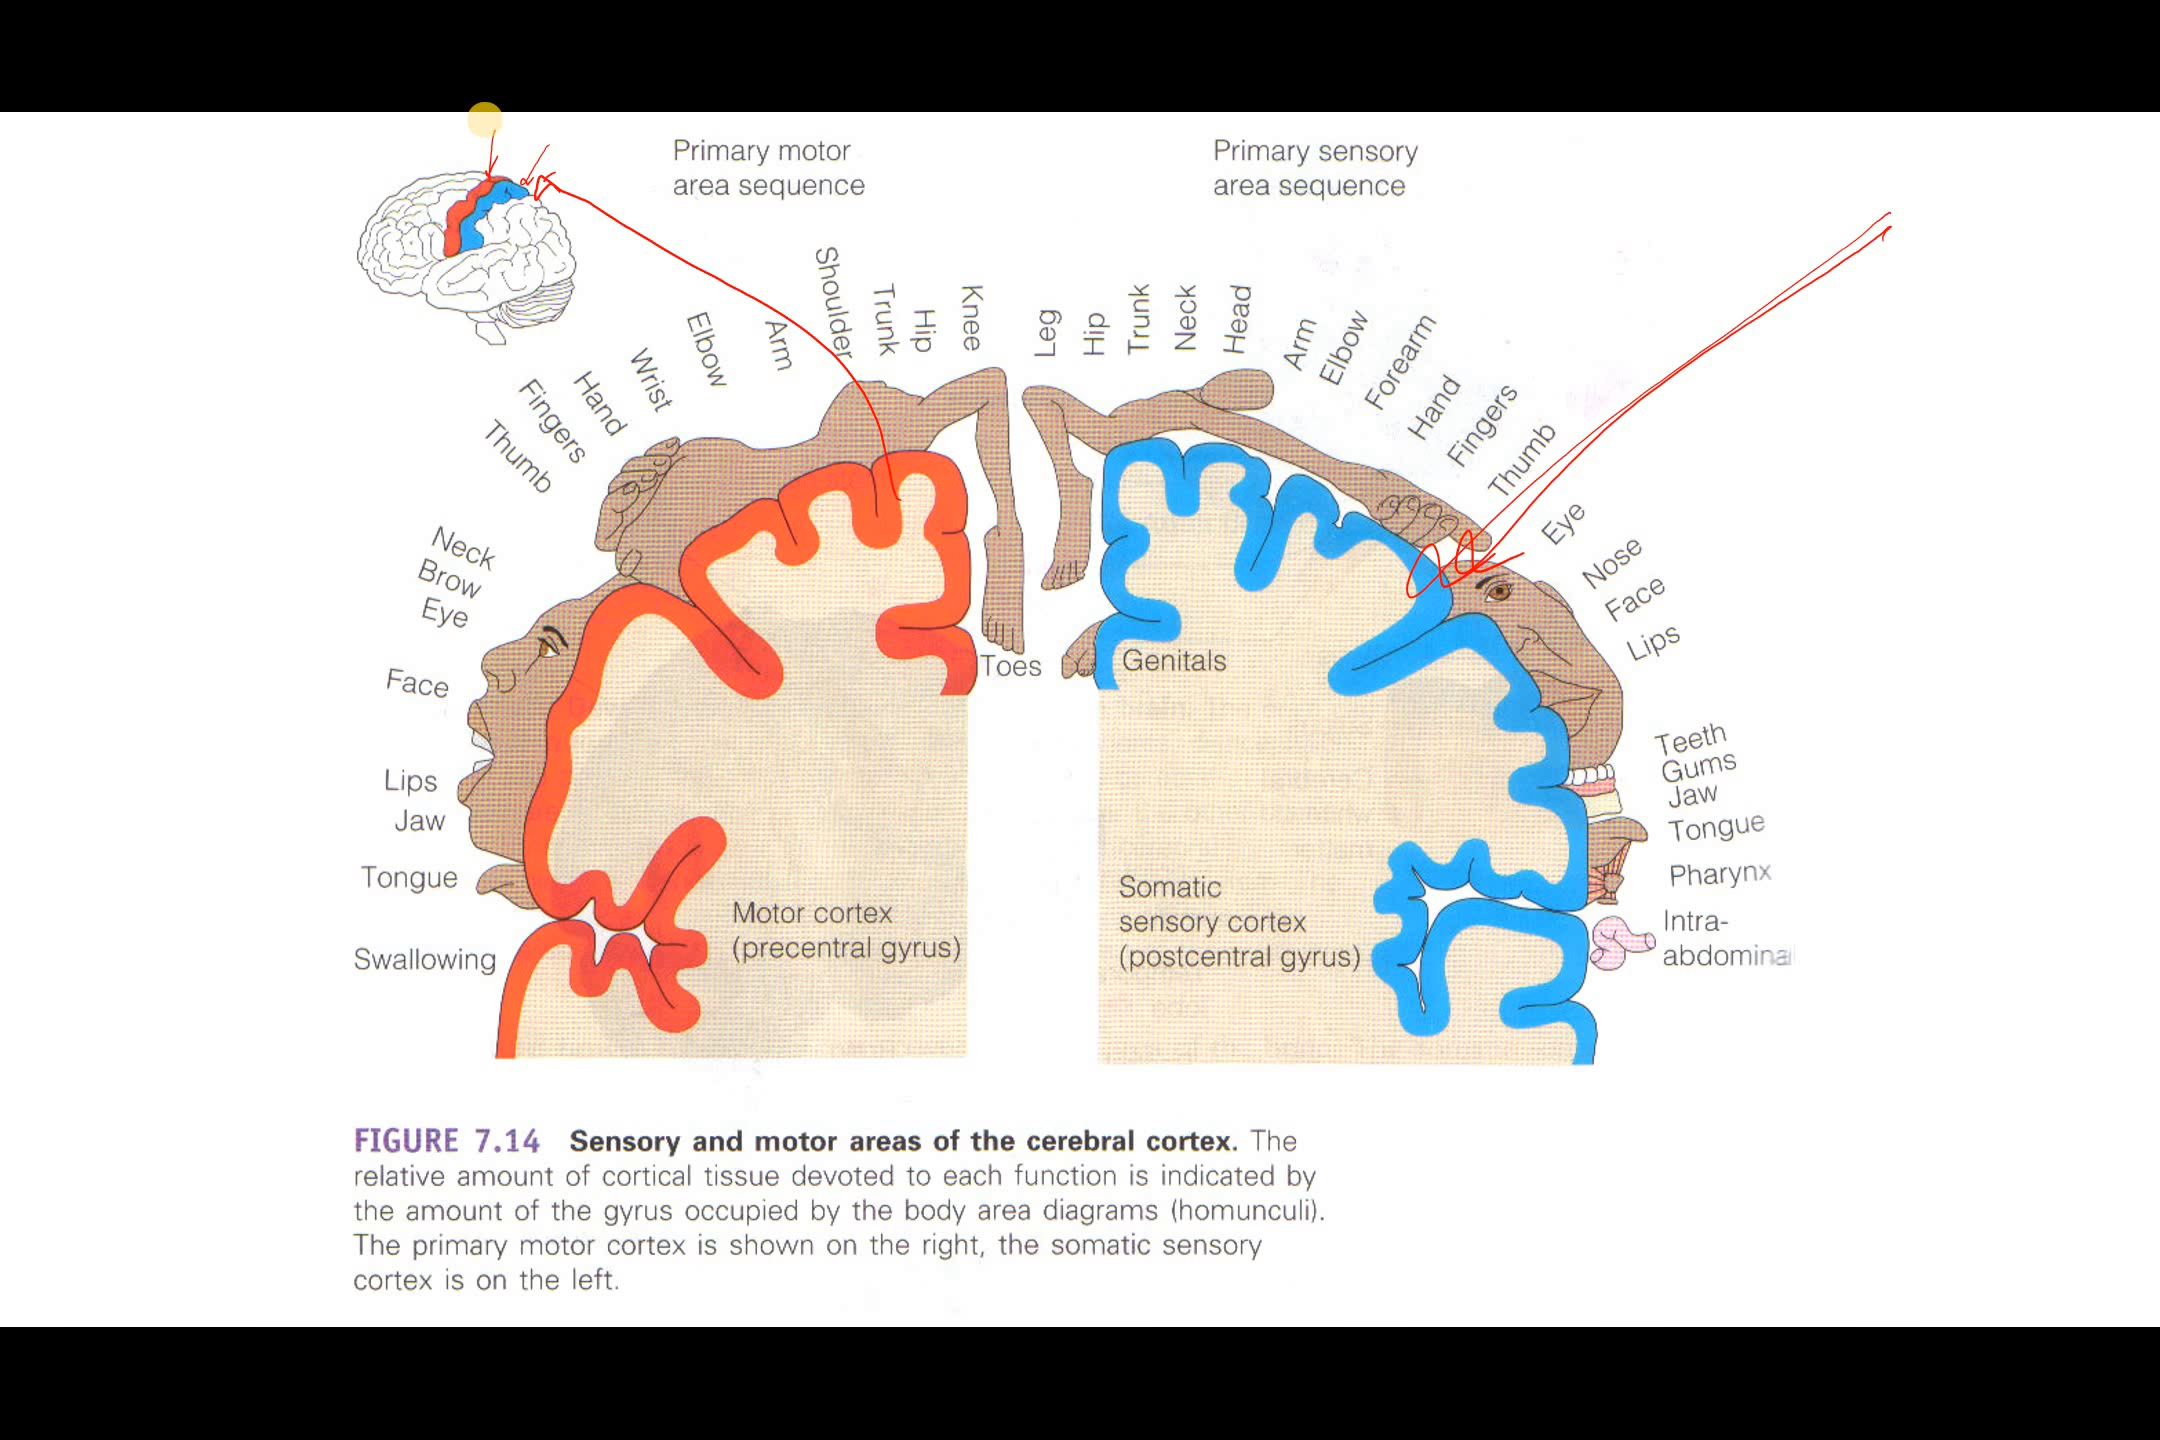 Primary motor
area sequence
Primary sensory
area sequence
Shoulder
Trunk
Hip
Knee
Arm
Elbow
Wrist
Hand
Fingers
Thumb
Neck
Brow
Eye
Face
Lips
Jaw
Tongue
Swallowing
Toes
Motor cortex
(precentral gyrus)
Leg
Hip
Trunk
Neck
Head
Arm
Elbow
Forearm
Hand
Fingers
Thumb
Eye
Nose
Face
Lips
Teeth
Gums
Jaw
Tongue
Pharynx
Intra-
abdomina
Genitals
Somatic
sensory cortex
(postcentral gyrus)
FIGURE 7.14 Sensory and motor areas of the cerebral cortex. The
relative amount of cortical tissue devoted to each function is indicated by
the amount of the gyrus occupied by the body area diagrams (homunculi).
The primary motor cortex is shown on the right, the somatic sensory
cortex is on the left.